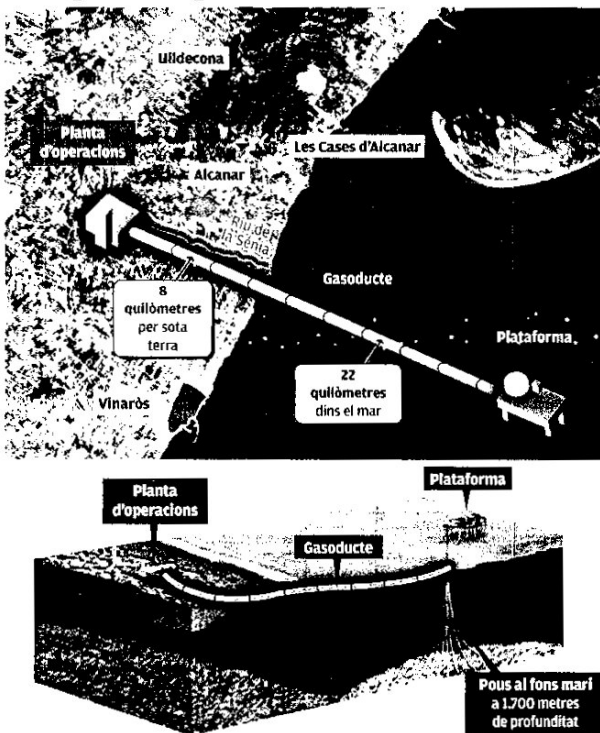 Ulldecona
Planta
d'operacions
Les Cases d'Alcanar
Alcanar
Riu de
la Sénia
Gasoducte
8
quilòmetres
per sota
terra
Plataforma
22
quilòmetres
dins el mar
Vinaròs
Plataforma
Planta
d'operacions
Gasoducte
Pous al fons marí
a 1.700 metres
de profunditat